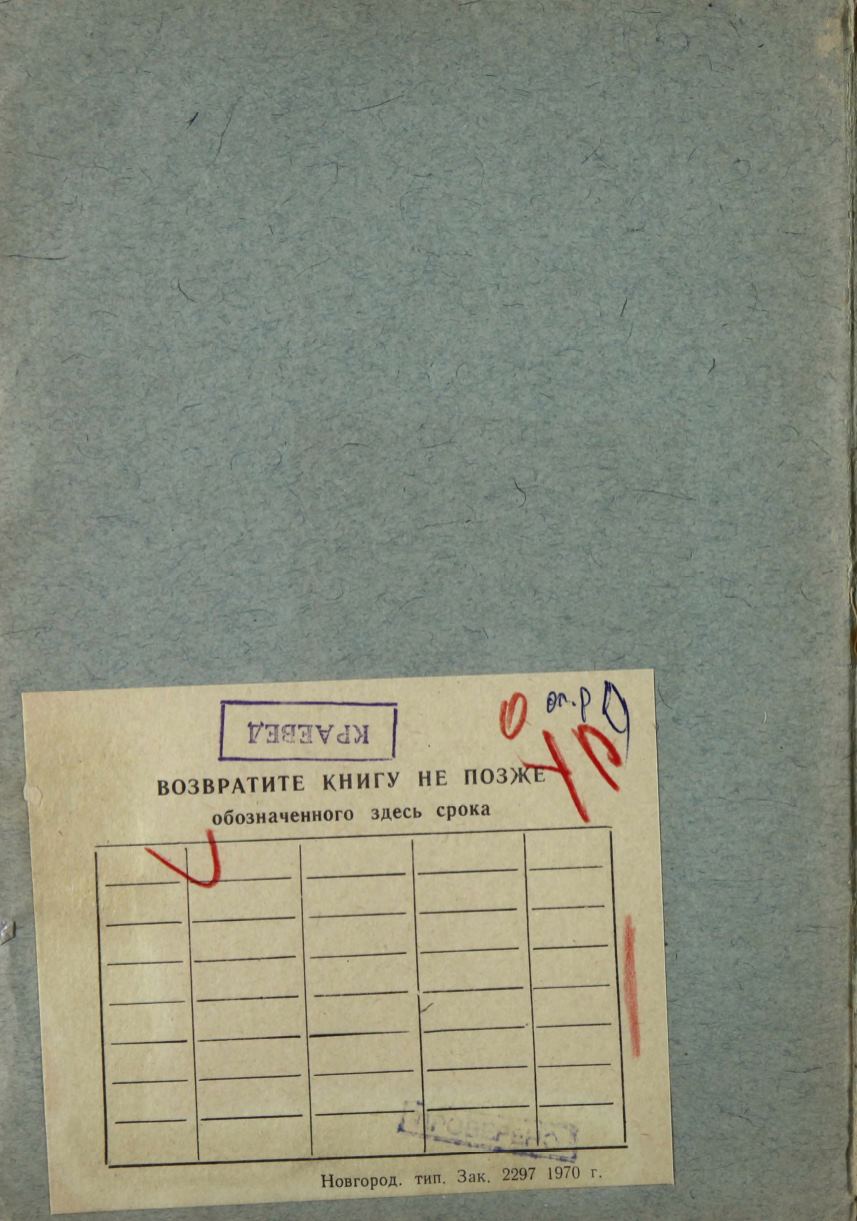 КРАЕВЕД
ВОЗВРАТИТЕ КНИГУ НЕ ПОЗЖЕ
обозначенного здесь срока
Новгород. тип. Зак. 2297 1970 г.